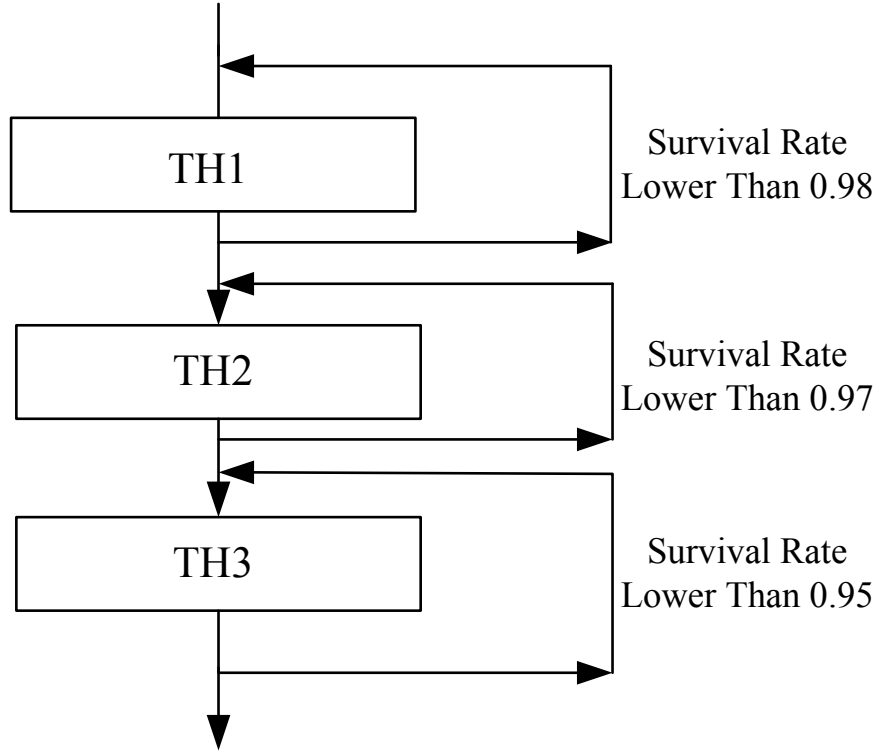 TH1
Survival Rate
Lower Than 0.98
TH2
Survival Rate
Lower Than 0.97
TH3
Survival Rate
Lower Than 0.95